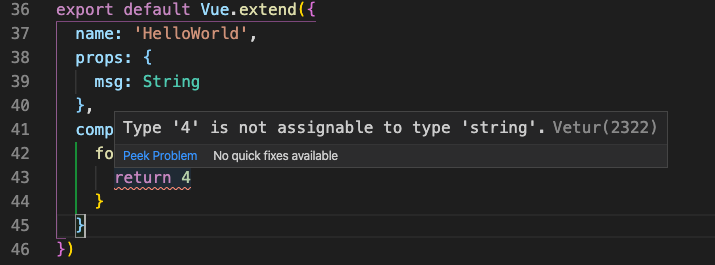 36 export default Vue.extend({
37 name: 'HelloWorld',
38 props: {
39 msg: String
40 },
41 comp
Type '4' is not assignable to type 'string'. Vetur(2322)
Peek Problem No quick fixes available
42 fo
43 return 4
44 }
45 }
46 })